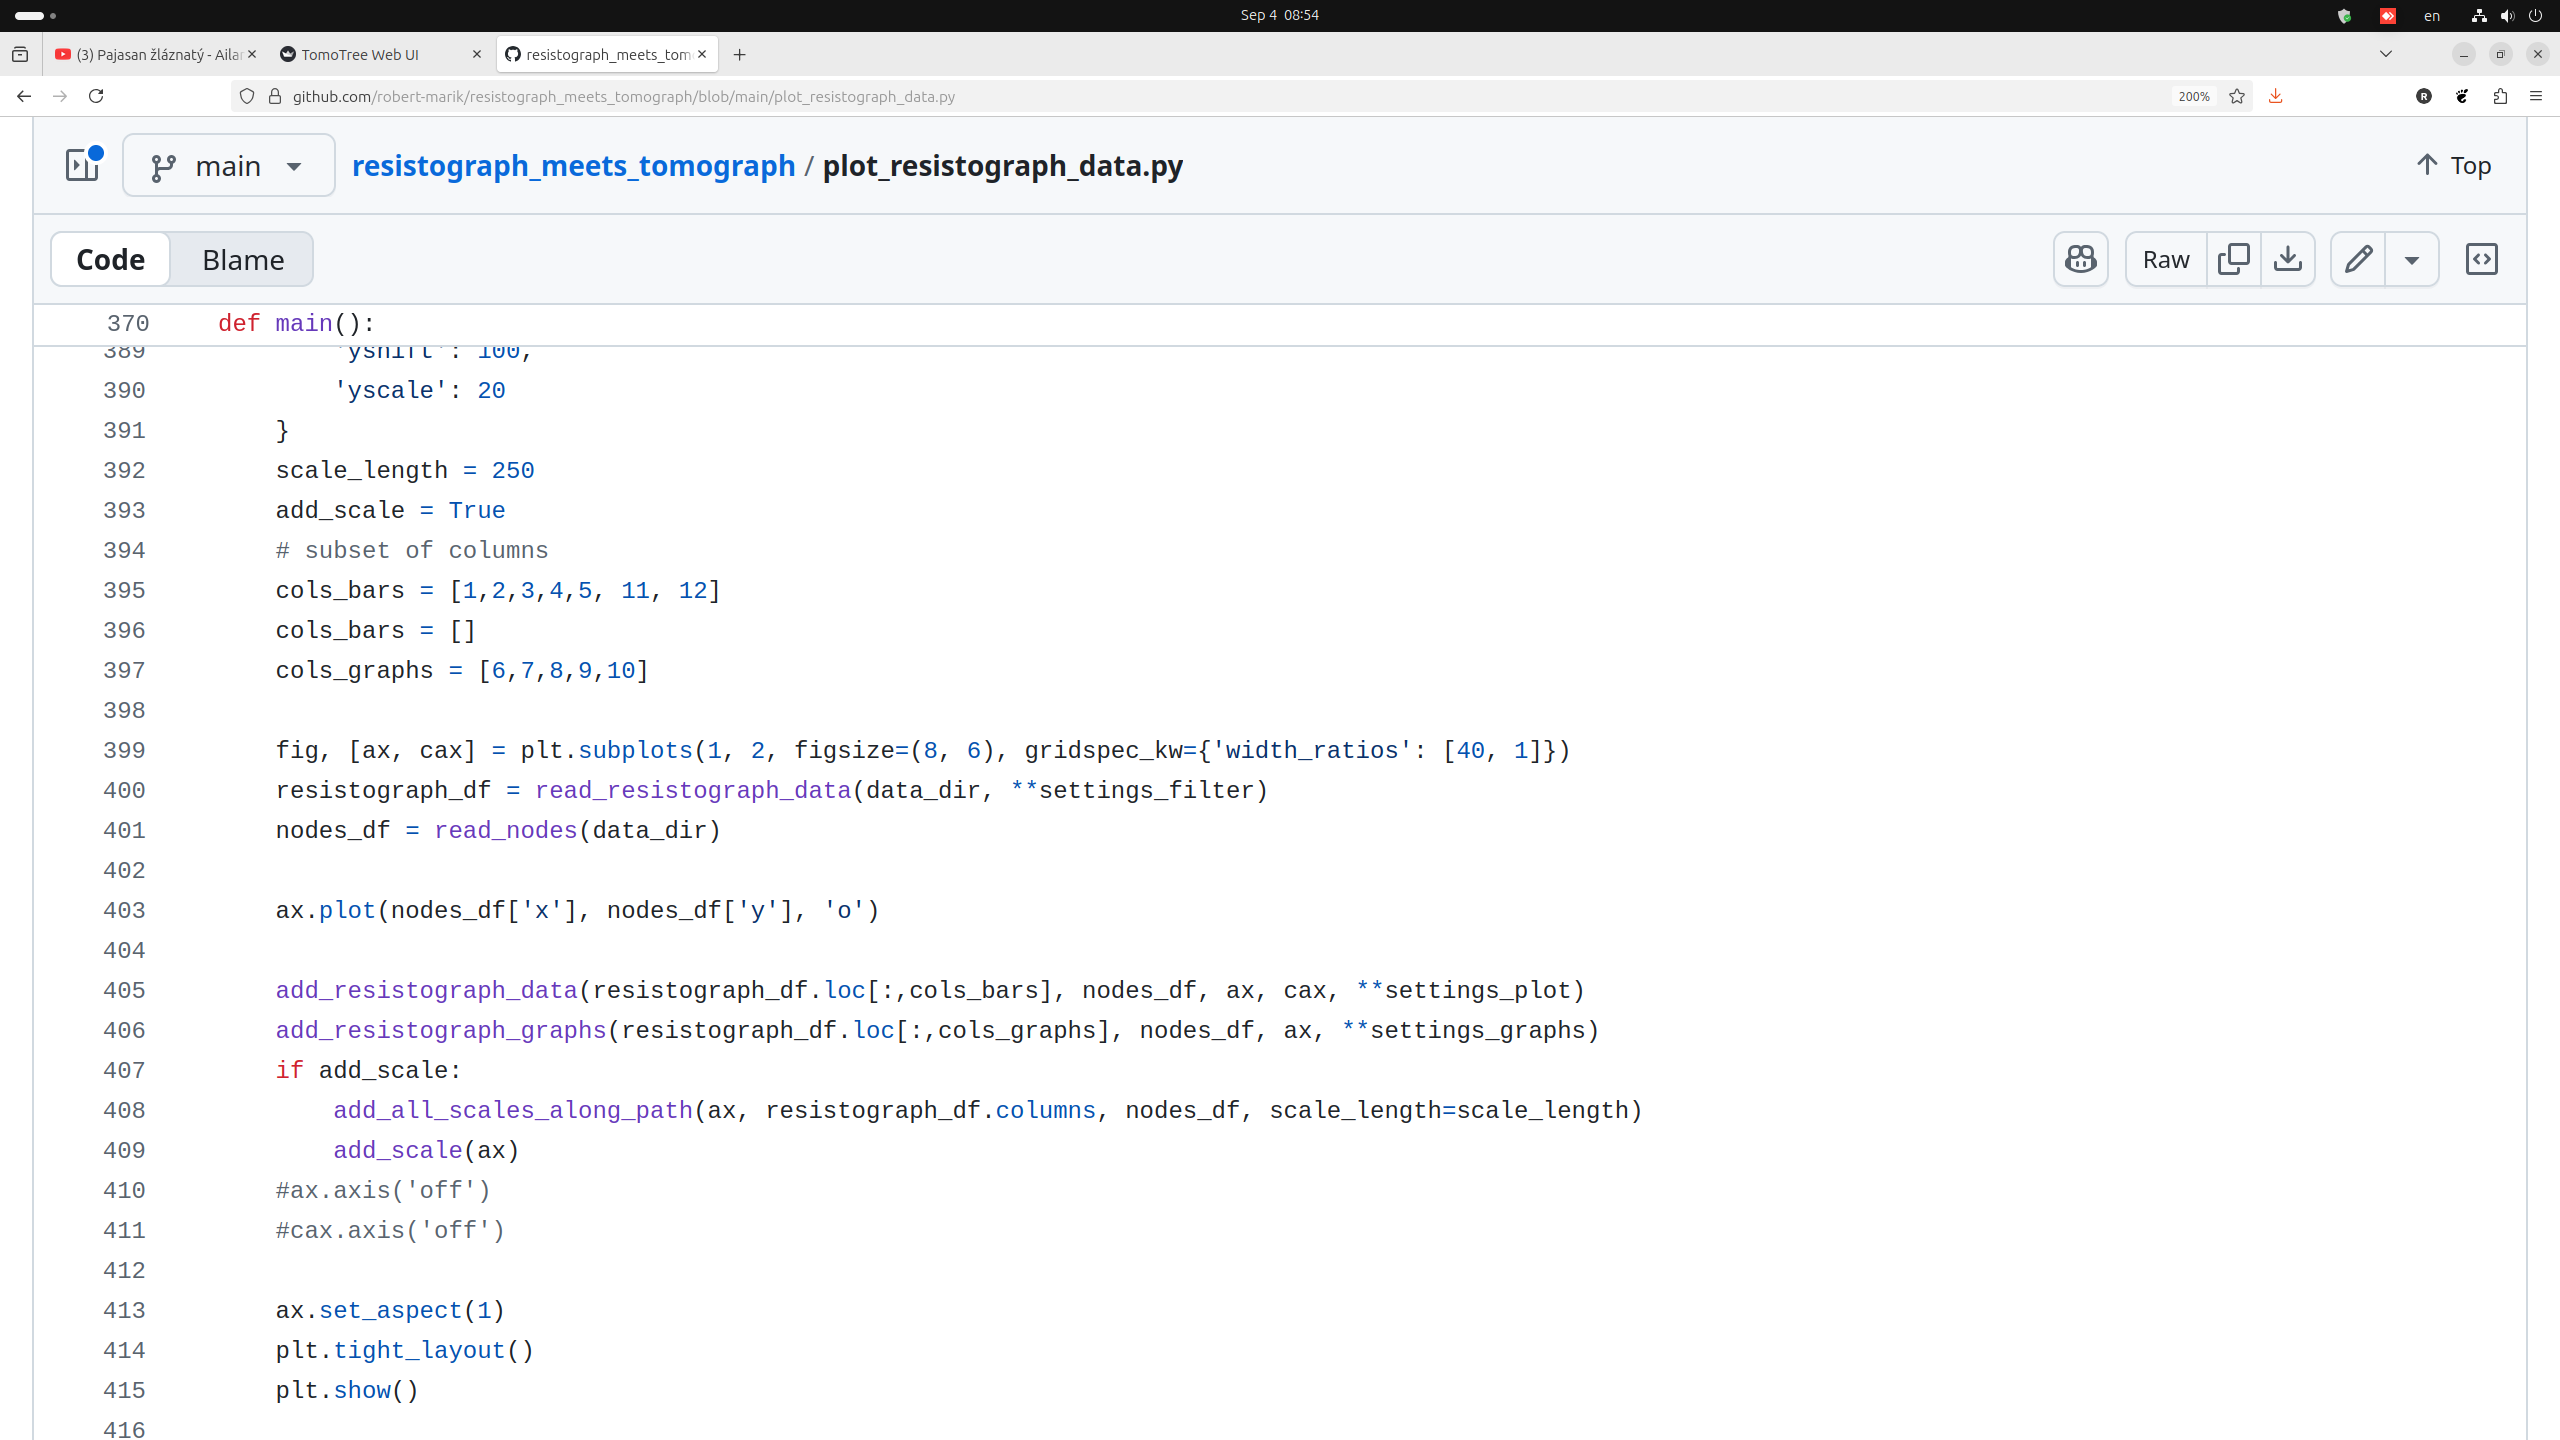 Sep 4 08:54
en
(3) Pajasan žláznatý - Aila
TomoTree Web UI
resistograph_meets_tom
github.com/robert-marik/resistograph_meets_tomograph/blob/main/plot_resistograph_data.py
200%
R
main
resistograph_meets_tomograph / plot_resistograph_data.py
Top
Code
Blame
Raw
370 def main():
389 'yshift': 100,
390 'yscale': 20
391 }
392 scale_length = 250
393 add_scale = True
394 # subset of columns
395 cols_bars = [1,2,3,4,5, 11, 12]
396 cols_bars = []
397 cols_graphs = [6,7,8,9,10]
398
399 fig, [ax, cax] = plt.subplots(1, 2, figsize=(8, 6), gridspec_kw={'width_ratios': [40, 1]})
400 resistograph_df = read_resistograph_data(data_dir, **settings_filter)
401 nodes_df = read_nodes(data_dir)
402
403 ax.plot(nodes_df['x'], nodes_df['y'], 'o')
404
405 add_resistograph_data(resistograph_df.loc[:,cols_bars], nodes_df, ax, cax, **settings_plot)
406 add_resistograph_graphs(resistograph_df.loc[:,cols_graphs], nodes_df, ax, **settings_graphs)
407 if add_scale:
408 add_all_scales_along_path(ax, resistograph_df.columns, nodes_df, scale_length=scale_length)
409 add_scale(ax)
410 #ax.axis('off')
411 #cax.axis('off')
412
413 ax.set_aspect(1)
414 plt.tight_layout()
415 plt.show()
416